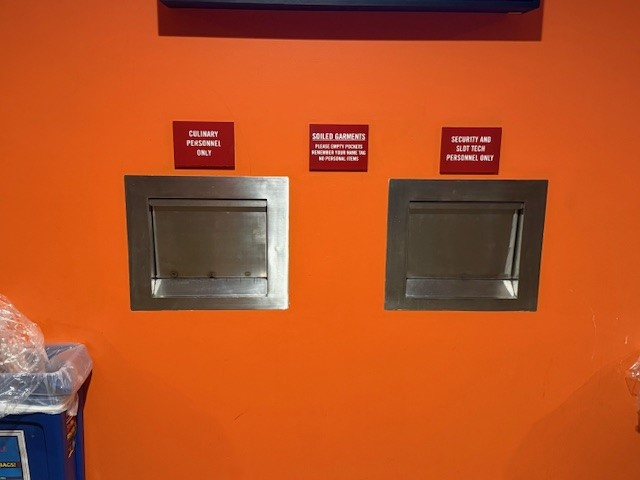 CULINARY
PERSONNEL
ONLY
SOILED GARMENTS
PLEASE EMPTY POCKETS
REMEMBER YOUR NAME TAG
NO PERSONAL ITEMS
SECURITY AND
SLOT TECH
PERSONNEL ONLY
BAGS!